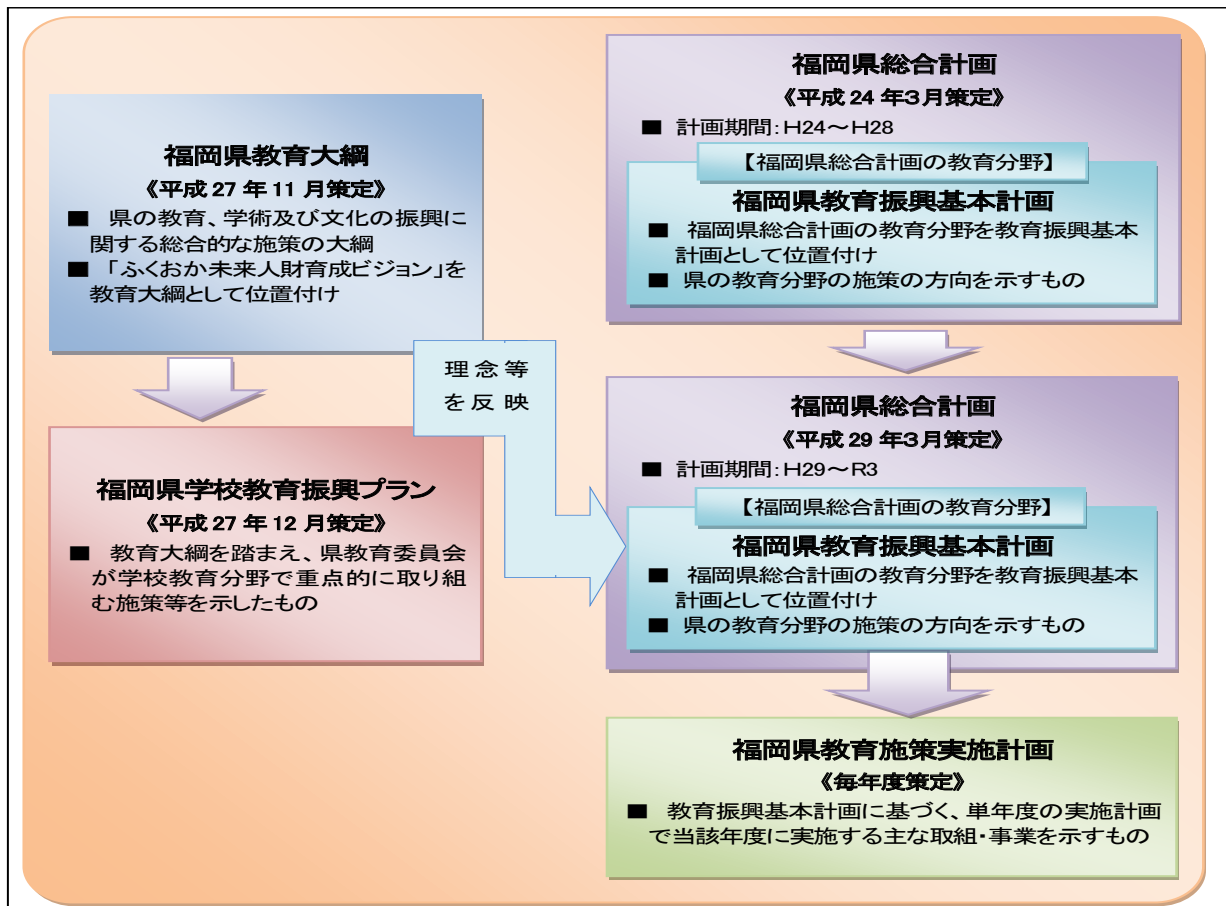 福岡県教育大綱
《平成 27 年 11 月策定》
■ 県の教育、学術及び文化の振興に
関する総合的な施策の大綱
■ 「ふくおか未来人財育成ビジョン」を
教育大綱として位置付け
福岡県学校教育振興プラン
《平成 27 年 12 月策定》
■ 教育大綱を踏まえ、県教育委員会
が学校教育分野で重点的に取り組
む施策等を示したもの
理念等
を反映
福岡県総合計画
《平成 24 年3月策定》
■ 計画期間:H24~H28
【福岡県総合計画の教育分野】
福岡県教育振興基本計画
■ 福岡県総合計画の教育分野を教育振興基本
計画として位置付け
■ 県の教育分野の施策の方向を示すもの
福岡県総合計画
《平成 29 年3月策定》
■ 計画期間:H29~R3
【福岡県総合計画の教育分野】
福岡県教育振興基本計画
■ 福岡県総合計画の教育分野を教育振興基本
計画として位置付け
■ 県の教育分野の施策の方向を示すもの
福岡県教育施策実施計画
《毎年度策定》
■ 教育振興基本計画に基づく、単年度の実施計画
で当該年度に実施する主な取組・事業を示すもの